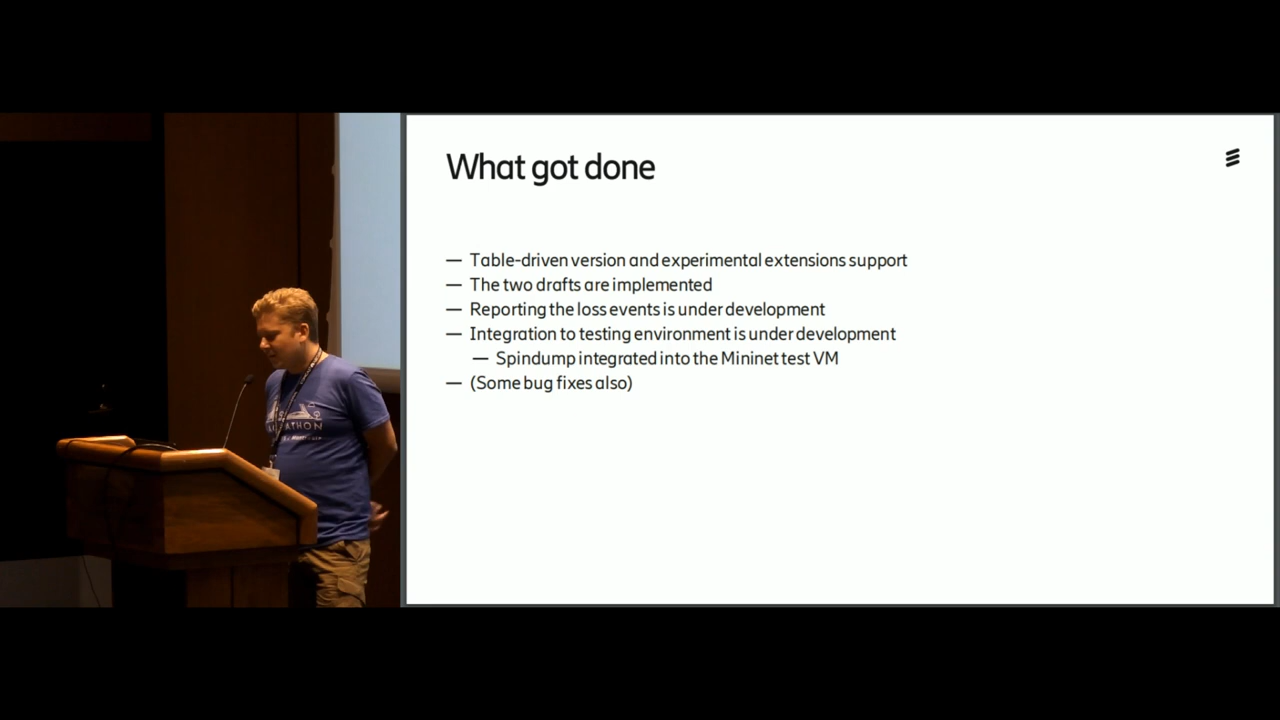 What got done
— Table-driven version and experimental extensions support
— The two drafts are implemented
— Reporting the loss events is under development
— Integration to testing environment is under development
— Spindump integrated into the Mininet test VM
— (Some bug fixes also)